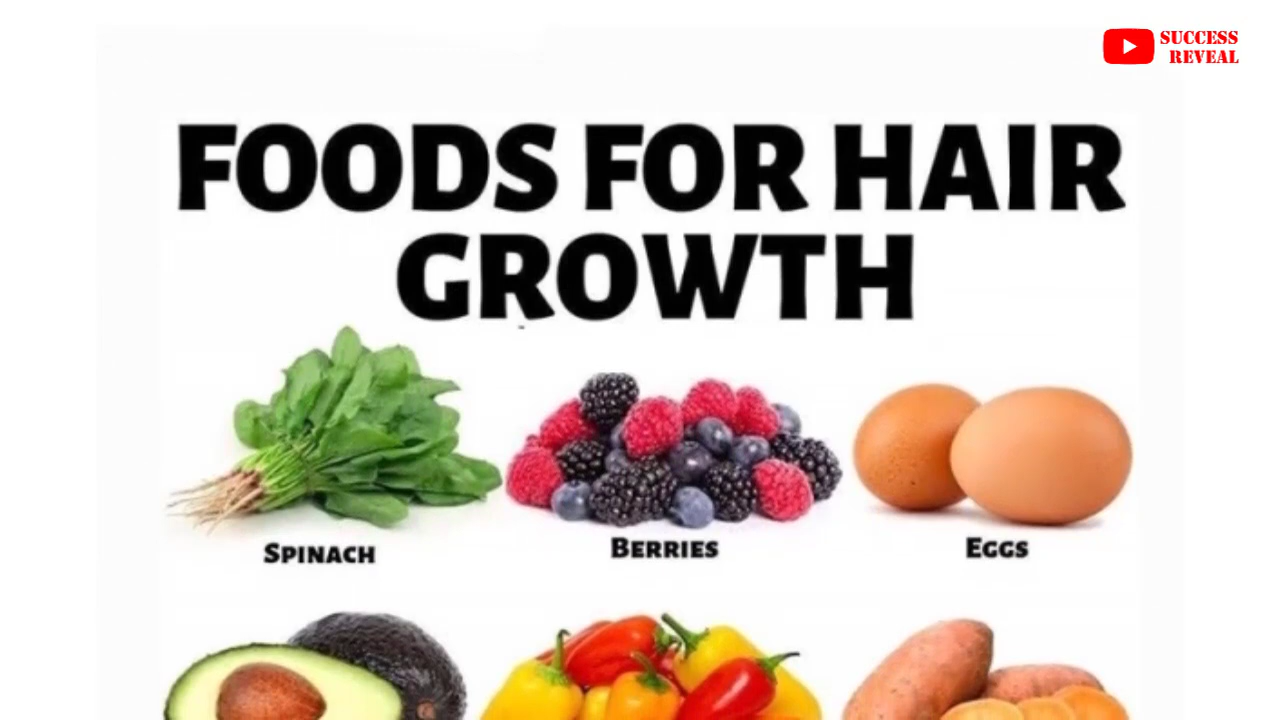 SUCCESS
REVEAL
FOODS FOR HAIR
GROWTH
SPINACH
BERRIES
EGGS